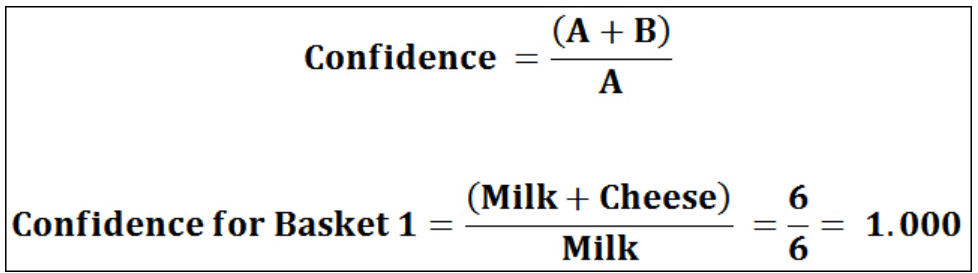 Confidence = (A + B) / A
Confidence for Basket 1 = (Milk + Cheese) / Milk = 6 / 6 = 1.000